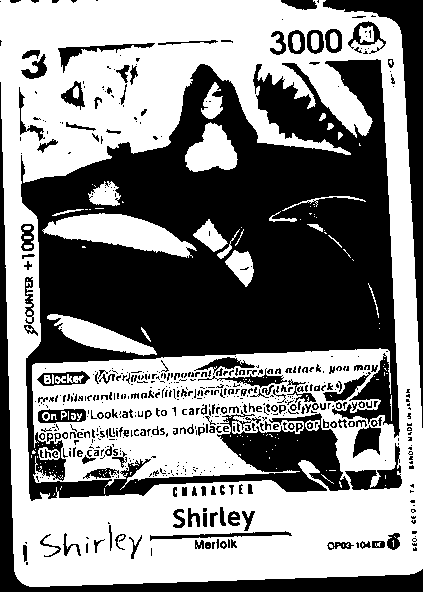 3000
3
COUNTER +1000
Blocker (After your opponent declares an attack, you may
rest this card to make it the new target of the attack.)
On Play Look at up to 1 card from the top of your or your
opponent's Life cards, and place it at the top or bottom of
the Life cards.
CHARACTER
Shirley
Merfolk
OP03-104
Shirley
BANDAI MADE IN JAPAN